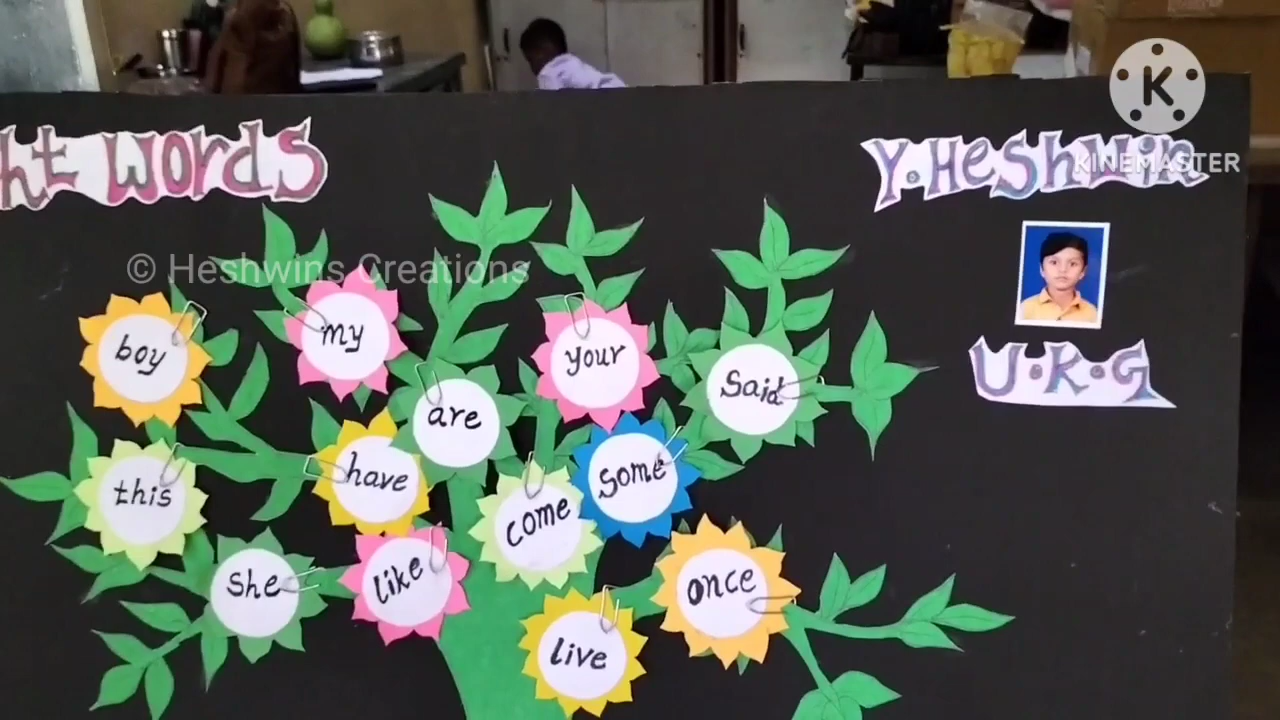 ht Words
Y. Heshwin
KINEMASTER
© Heshwins Creations
U.K.G
boy
my
are
your
Said
this
have
come
some
she
like
live
once